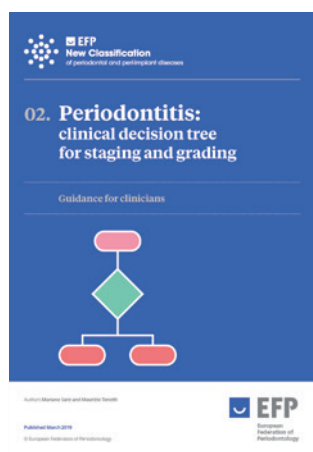 EFP
New Classification
of periodontal and peri-implant diseases
02. Periodontitis:
clinical decision tree
for staging and grading
Guidance for clinicians
Authors Mariano Sanz and Maurizio Tonetti
EFP
European
Federation of
Periodontology
Published March 2019
© European Federation of Periodontology